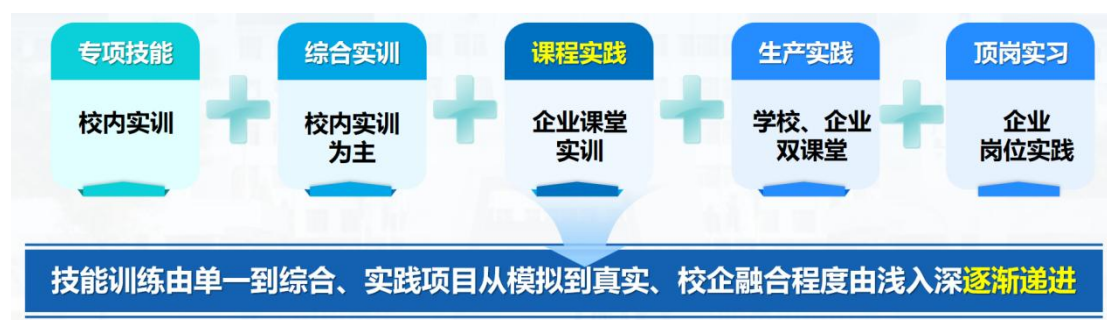 专项技能
校内实训
综合实训
校内实训
为主
课程实践
企业课堂
实训
生产实践
学校、企业
双课堂
顶岗实习
企业
岗位实践
技能训练由单一到综合、实践项目从模拟到真实、校企融合程度由浅入深逐渐递进